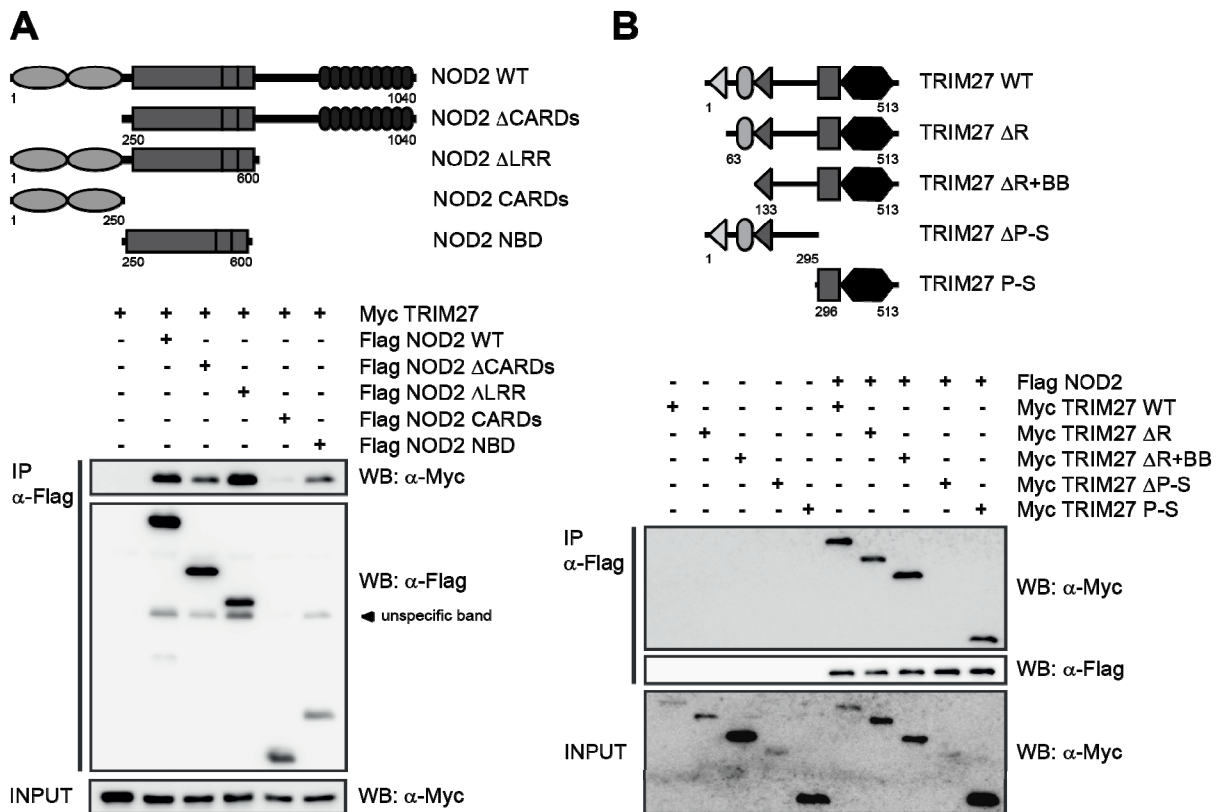 A
NOD2 WT
1 1040
NOD2 ΔCARDs
250 1040
NOD2 ΔLRR
1 600
NOD2 CARDs
1 250
NOD2 NBD
250 600
+ + + + + + Myc TRIM27
- + - - - - Flag NOD2 WT
- - + - - - Flag NOD2 ΔCARDs
- - - + - - Flag NOD2 ΛLRR
- - - - + - Flag NOD2 CARDs
- - - - - + Flag NOD2 NBD
IP
α-Flag
WB: α-Myc
WB: α-Flag
unspecific band
INPUT
WB: α-Myc
B
TRIM27 WT
1 513
TRIM27 ΔR
63 513
TRIM27 ΔR+BB
133 513
TRIM27 ΔP-S
1 295
TRIM27 P-S
296 513
- - - - - + + + + + Flag NOD2
+ - - - - + - - - - Myc TRIM27 WT
- + - - - - + - - - Myc TRIM27 ΔR
- - + - - - - + - - Myc TRIM27 ΔR+BB
- - - + - - - - + - Myc TRIM27 ΔP-S
- - - - + - - - - + Myc TRIM27 P-S
IP
α-Flag
WB: α-Myc
WB: α-Flag
INPUT
WB: α-Myc